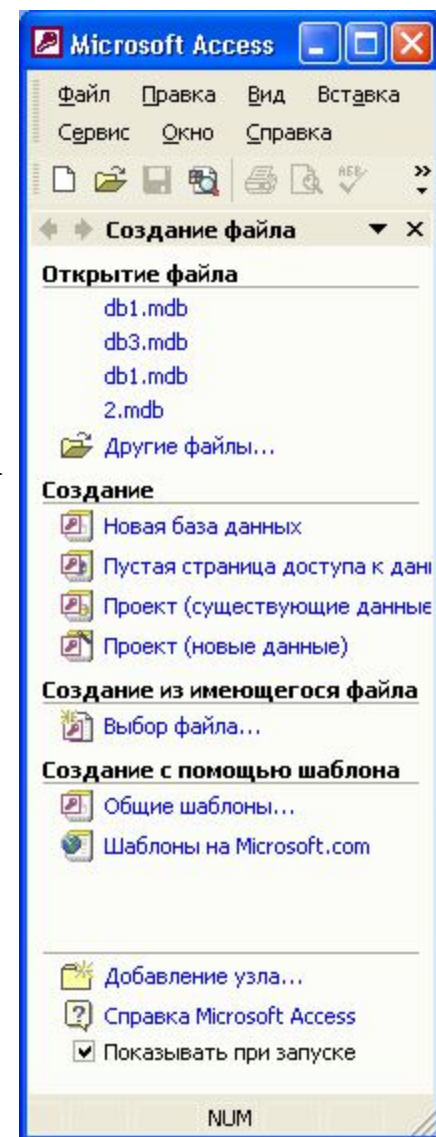 Microsoft Access
Файл Правка Вид Вставка
Сервис Окно Справка
Создание файла
Открытие файла
db1.mdb
db3.mdb
db1.mdb
2.mdb
Другие файлы...
Создание
Новая база данных
Пустая страница доступа к дан
Проект (существующие данные
Проект (новые данные)
Создание из имеющегося файла
Выбор файла...
Создание с помощью шаблона
Общие шаблоны...
Шаблоны на Microsoft.com
Добавление узла...
Справка Microsoft Access
Показывать при запуске
NUM